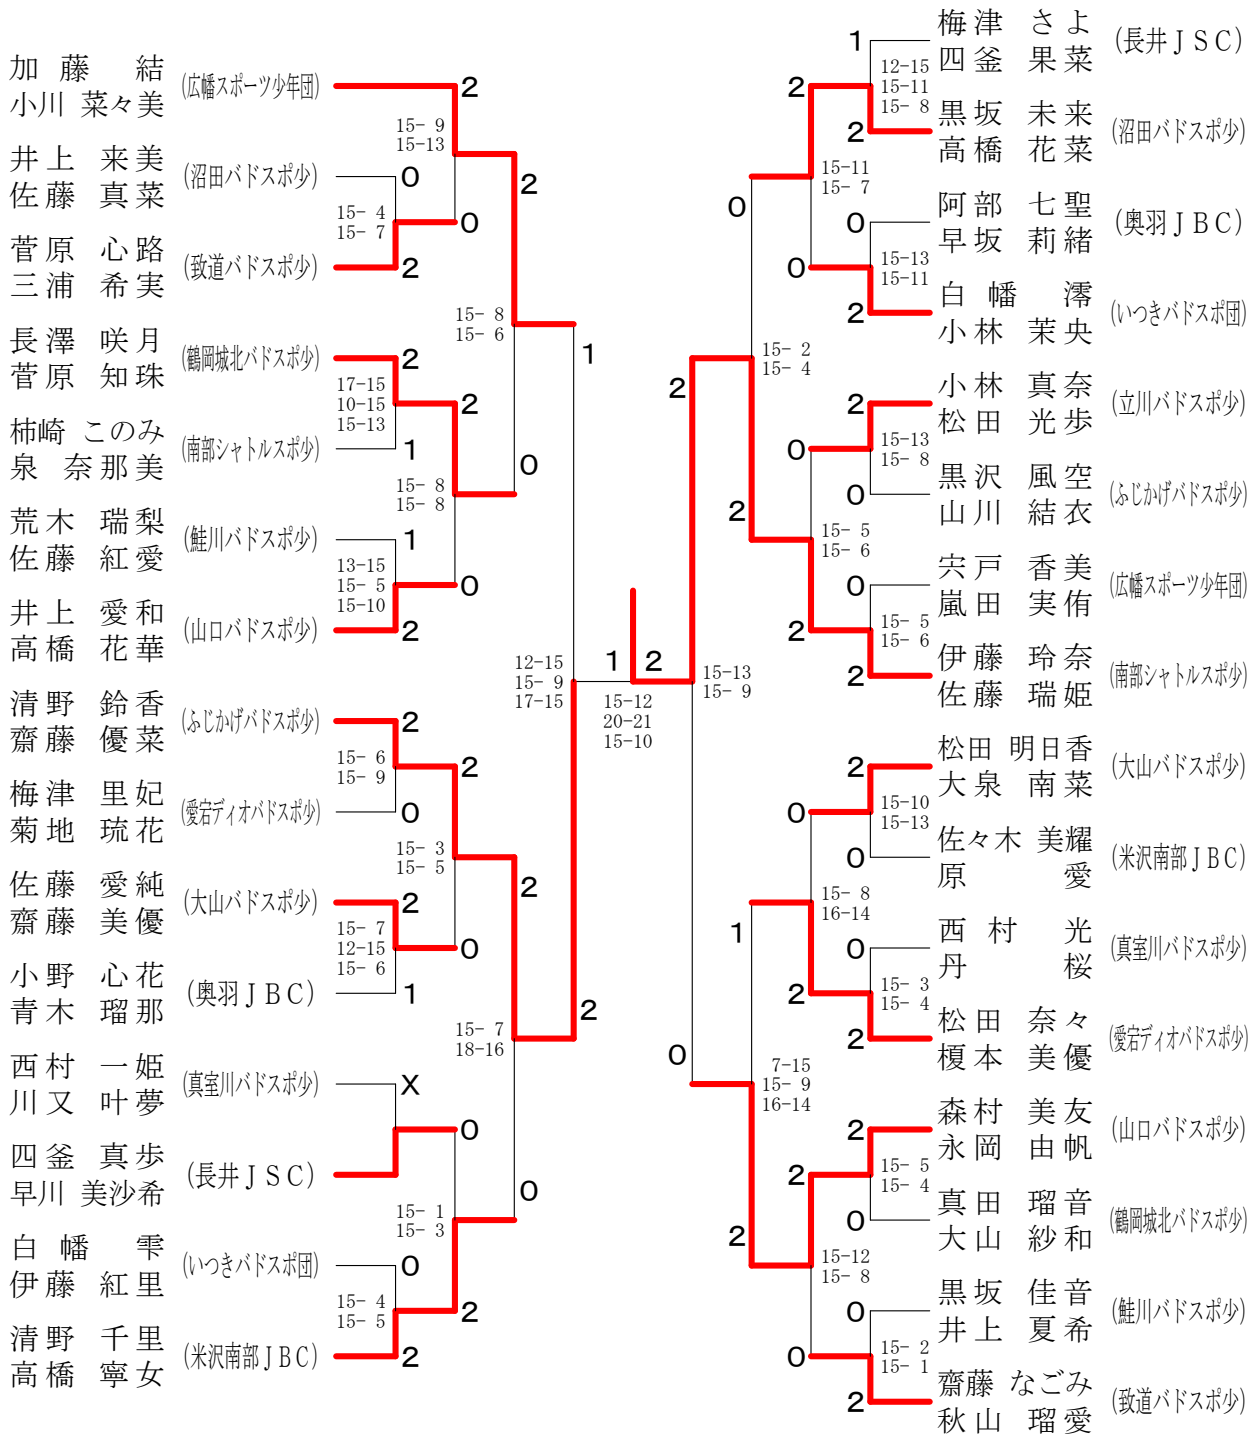 加藤 結
小川 菜々美
(広幡スポーツ少年団)
2
15- 9
15-13
井上 来美
佐藤 真菜
(沼田バドスポ少)
0
2
15- 4
15- 7
0
菅原 心路
三浦 希実
(致道バドスポ少)
2
15- 8
15- 6
1
長澤 咲月
菅原 知珠
(鶴岡城北バドスポ少)
2
17-15
10-15
15-13
2
柿崎 このみ
泉 奈那美
(南部シャトルスポ少)
1
0
15- 8
15- 8
荒木 瑞梨
佐藤 紅愛
(鮭川バドスポ少)
1
13-15
15- 5
15-10
0
井上 愛和
高橋 花華
(山口バドスポ少)
2
12-15
15- 9
17-15
清野 鈴香
齋藤 優菜
(ふじかげバドスポ少)
2
15- 6
15- 9
2
梅津 里妃
菊地 琉花
(愛宕ディオバドスポ少)
0
15- 3
15- 5
2
佐藤 愛純
齋藤 美優
(大山バドスポ少)
2
15- 7
12-15
15- 6
0
小野 心花
青木 瑠那
(奥羽JBC)
1
2
15- 7
18-16
西村 一姫
川又 叶夢
(真室川バドスポ少)
X
0
四釜 真歩
早川 美沙希
(長井JSC)
0
15- 1
15- 3
白幡 雫
伊藤 紅里
(いつきバドスポ団)
0
15- 4
15- 5
2
清野 千里
高橋 寧女
(米沢南部JBC)
2
1
2
15-12
20-21
15-10
梅津 さよ
四釜 果菜
(長井JSC)
1
12-15
15-11
15- 8
2
黒坂 未来
高橋 花菜
(沼田バドスポ少)
2
15-11
15- 7
0
阿部 七聖
早坂 莉緒
(奥羽JBC)
0
15-13
15-11
0
白幡 澪
小林 茉央
(いつきバドスポ団)
2
15- 2
15- 4
2
小林 真奈
松田 光歩
(立川バドスポ少)
2
15-13
15- 8
0
黒沢 風空
山川 結衣
(ふじかげバドスポ少)
0
2
15- 5
15- 6
宍戸 香美
嵐田 実侑
(広幡スポーツ少年団)
0
15- 5
15- 6
2
伊藤 玲奈
佐藤 瑞姫
(南部シャトルスポ少)
2
15-13
15- 9
松田 明日香
大泉 南菜
(大山バドスポ少)
2
15-10
15-13
0
佐々木 美耀
原 愛
(米沢南部JBC)
0
15- 8
16-14
1
西村 光
丹 桜
(真室川バドスポ少)
0
15- 3
15- 4
2
松田 奈々
榎本 美優
(愛宕ディオバドスポ少)
2
0
7-15
15- 9
16-14
森村 美友
永岡 由帆
(山口バドスポ少)
2
15- 5
15- 4
2
真田 瑠音
大山 紗和
(鶴岡城北バドスポ少)
0
2
15-12
15- 8
黒坂 佳音
井上 夏希
(鮭川バドスポ少)
0
15- 2
15- 1
0
齋藤 なごみ
秋山 瑠愛
(致道バドスポ少)
2